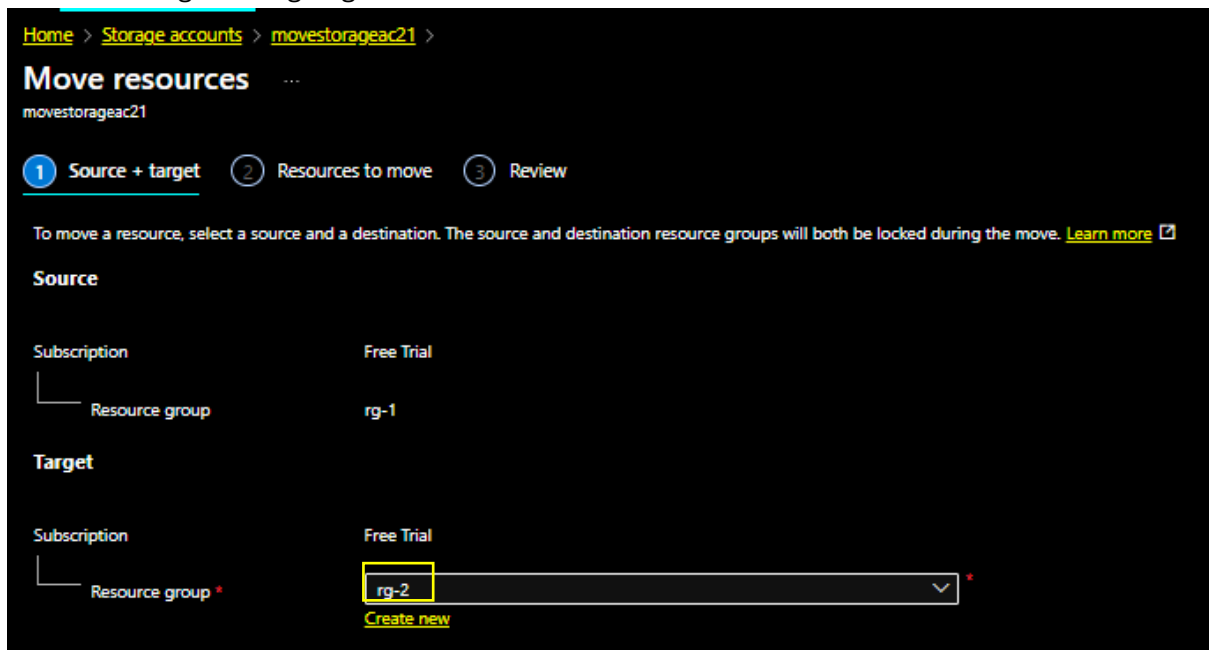 Home > Storage accounts > movestorageac21 >
Move resources ...
movestorageac21
1 Source + target 2 Resources to move 3 Review
To move a resource, select a source and a destination. The source and destination resource groups will both be locked during the move. Learn more
Source
Subscription Free Trial
Resource group rg-1
Target
Subscription Free Trial
Resource group * rg-2 *
Create new